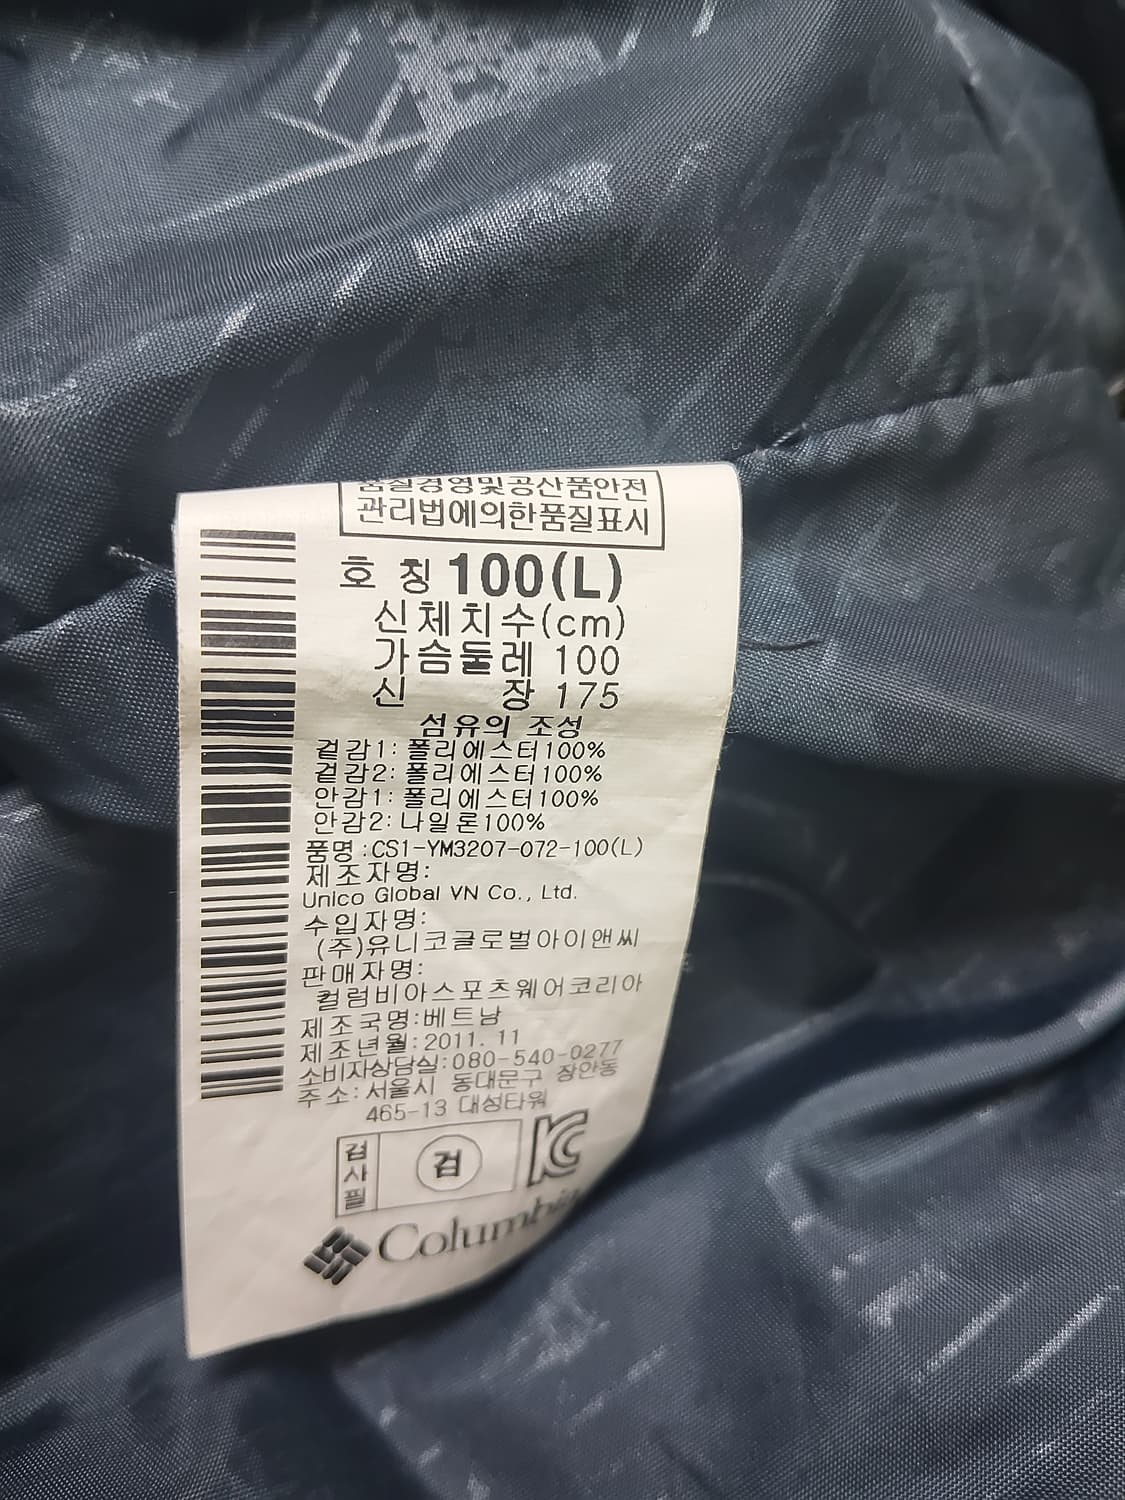 품질경영및공산품안전
관리법에의한품질표시
호 칭 100(L)
신체치수(cm)
가슴둘레 100
신 장 175
섬유의 조성
겉감1: 폴리에스터100%
겉감2: 폴리에스터100%
안감1: 폴리에스터100%
안감2: 나일론100%
품명 :CS1-YM3207-072-100(L)
제조자명:
Unico Global VN Co., Ltd.
수입자명:
(주)유니코글로벌아이앤씨
판매자명:
컬럼비아스포츠웨어코리아
제조국명:베트남
제조년월:2011. 11
소비자상담실:080-540-0277
주소:서울시 동대문구 장안동
465-13 대성타워
검사필
검
KC
Columbia